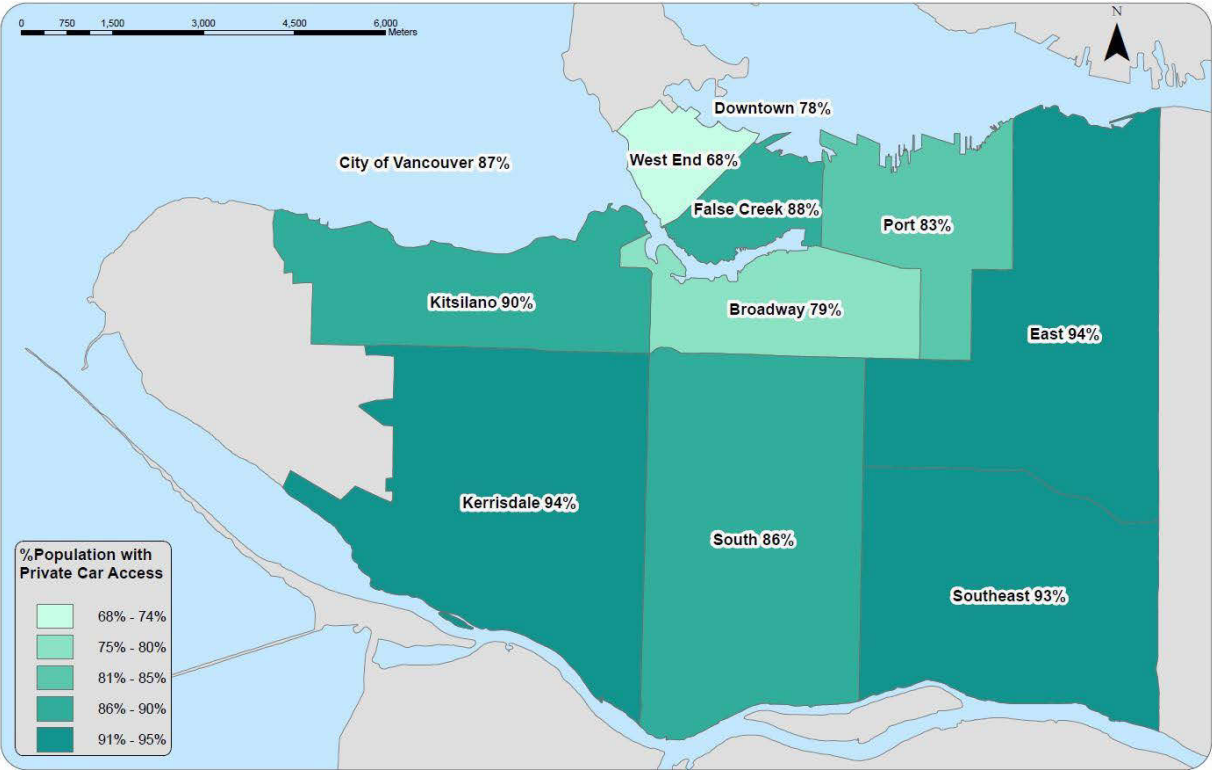 0 750 1,500 3,000 4,500 6,000
Meters
N
Downtown 78%
City of Vancouver 87%
West End 68%
False Creek 88%
Port 83%
Kitsilano 90%
Broadway 79%
East 94%
Kerrisdale 94%
South 86%
Southeast 93%
%Population with
Private Car Access
68% - 74%
75% - 80%
81% - 85%
86% - 90%
91% - 95%